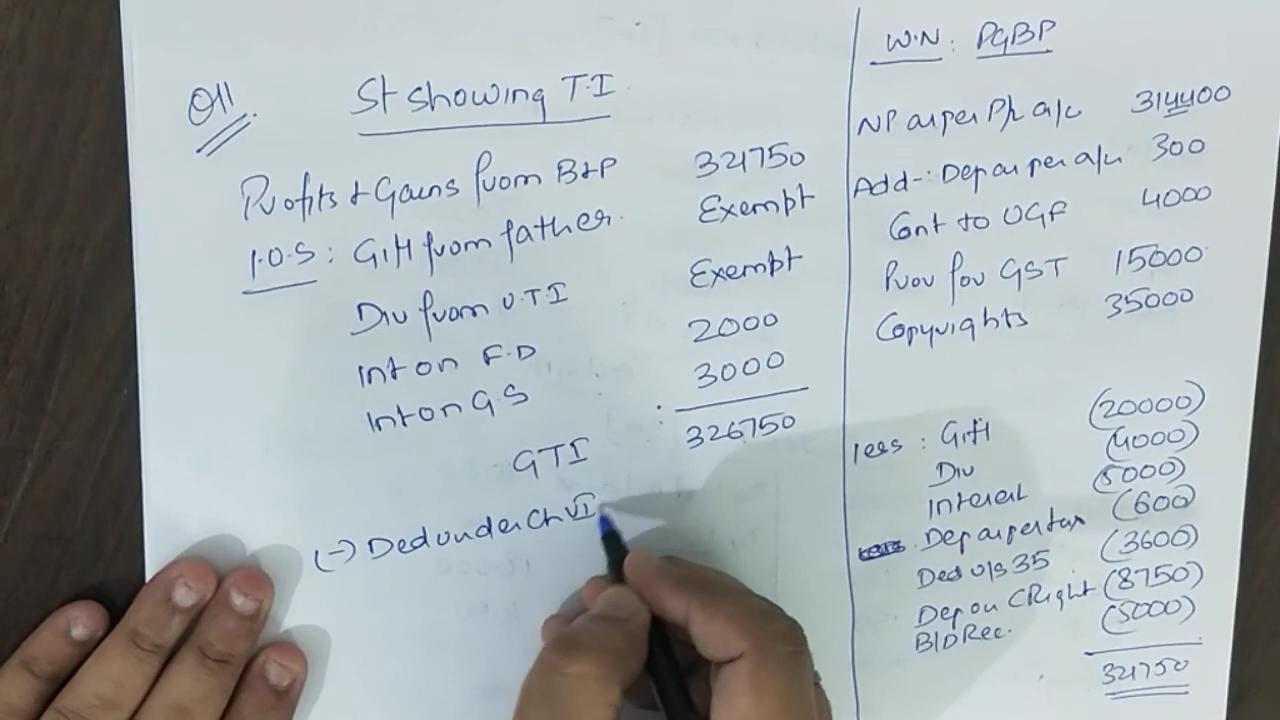 Q11.
St showing T.I
Profits & Gains from B&P 321750
I.O.S : Gift from father. Exempt
Div from U.T.I Exempt
Int on F.D 2000
Int on G.S 3000
GTI 326750
(-) Ded under Ch VI
W.N : PGBP
NP as per P/L a/c 314400
Add-: Dep as per a/c 300
Cont to UGF 4000
Prov for GST 15000
Copyrights 35000
less : Gift (20000)
Div (4000)
Interest (5000)
Dep as per tax (600)
Ded u/s 35 (3600)
Dep on CRight (8750)
B/D Rec. (5000)
321750